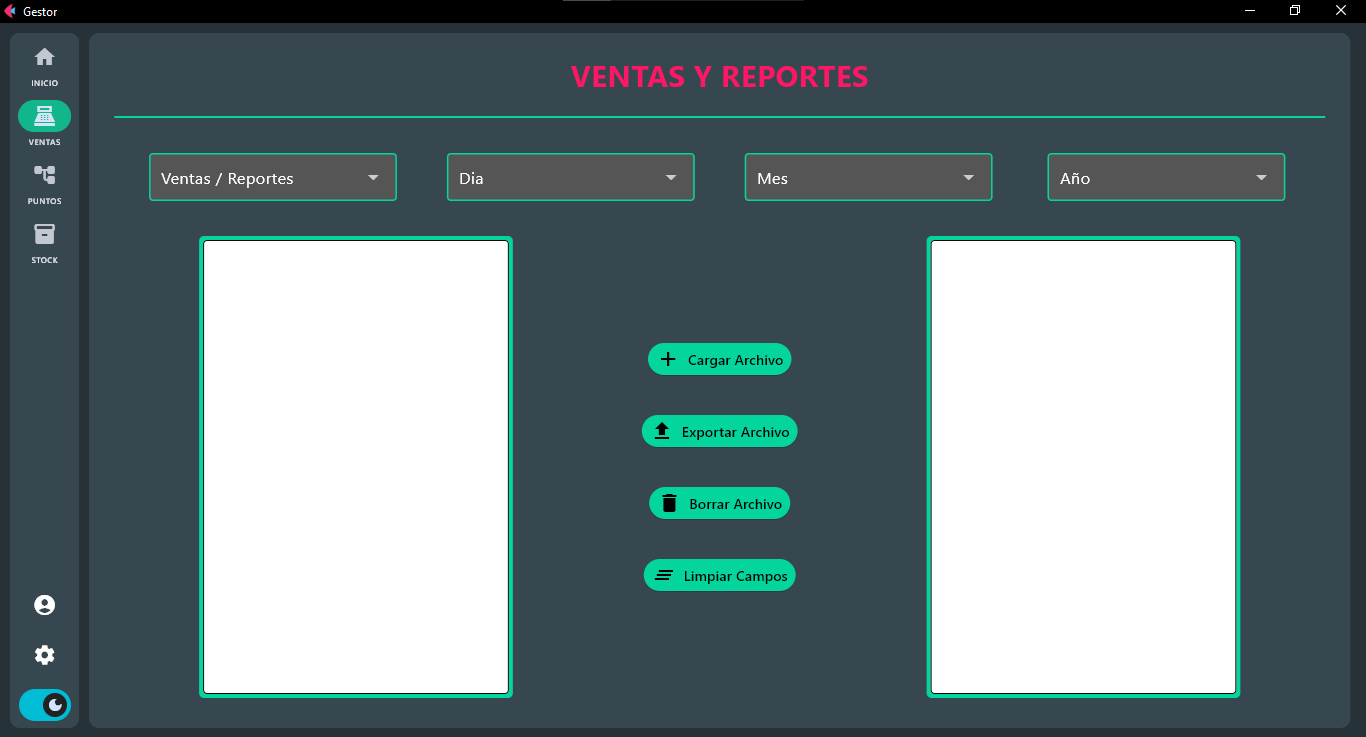 Gestor
INICIO
VENTAS
PUNTOS
STOCK
VENTAS Y REPORTES
Ventas / Reportes
Dia
Mes
Año
Cargar Archivo
Exportar Archivo
Borrar Archivo
Limpiar Campos